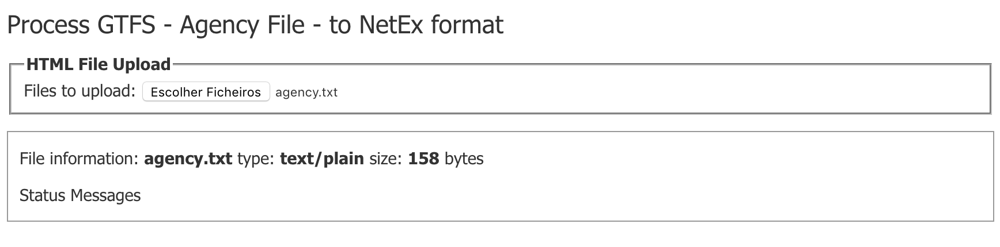 Process GTFS - Agency File - to NetEx format
HTML File Upload
Files to upload: Escolher Ficheiros agency.txt
File information: agency.txt type: text/plain size: 158 bytes
Status Messages